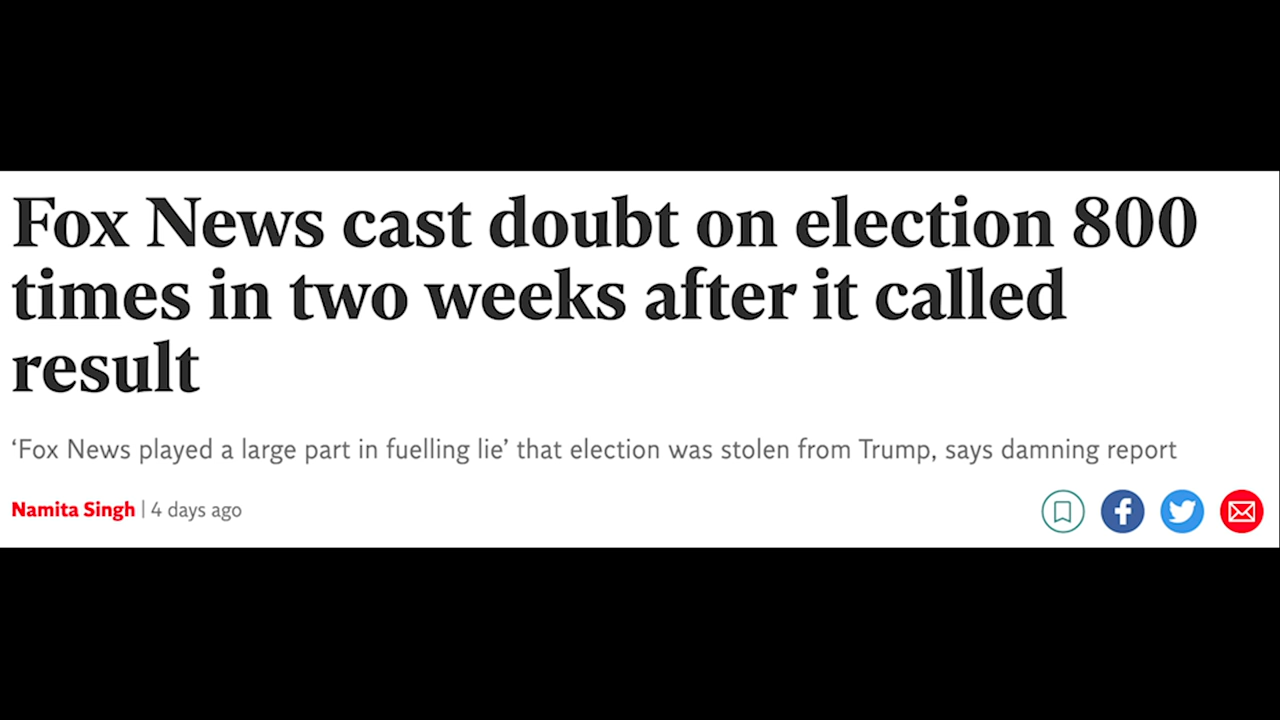 Fox News cast doubt on election 800
times in two weeks after it called
result
‘Fox News played a large part in fuelling lie’ that election was stolen from Trump, says damning report
Namita Singh | 4 days ago